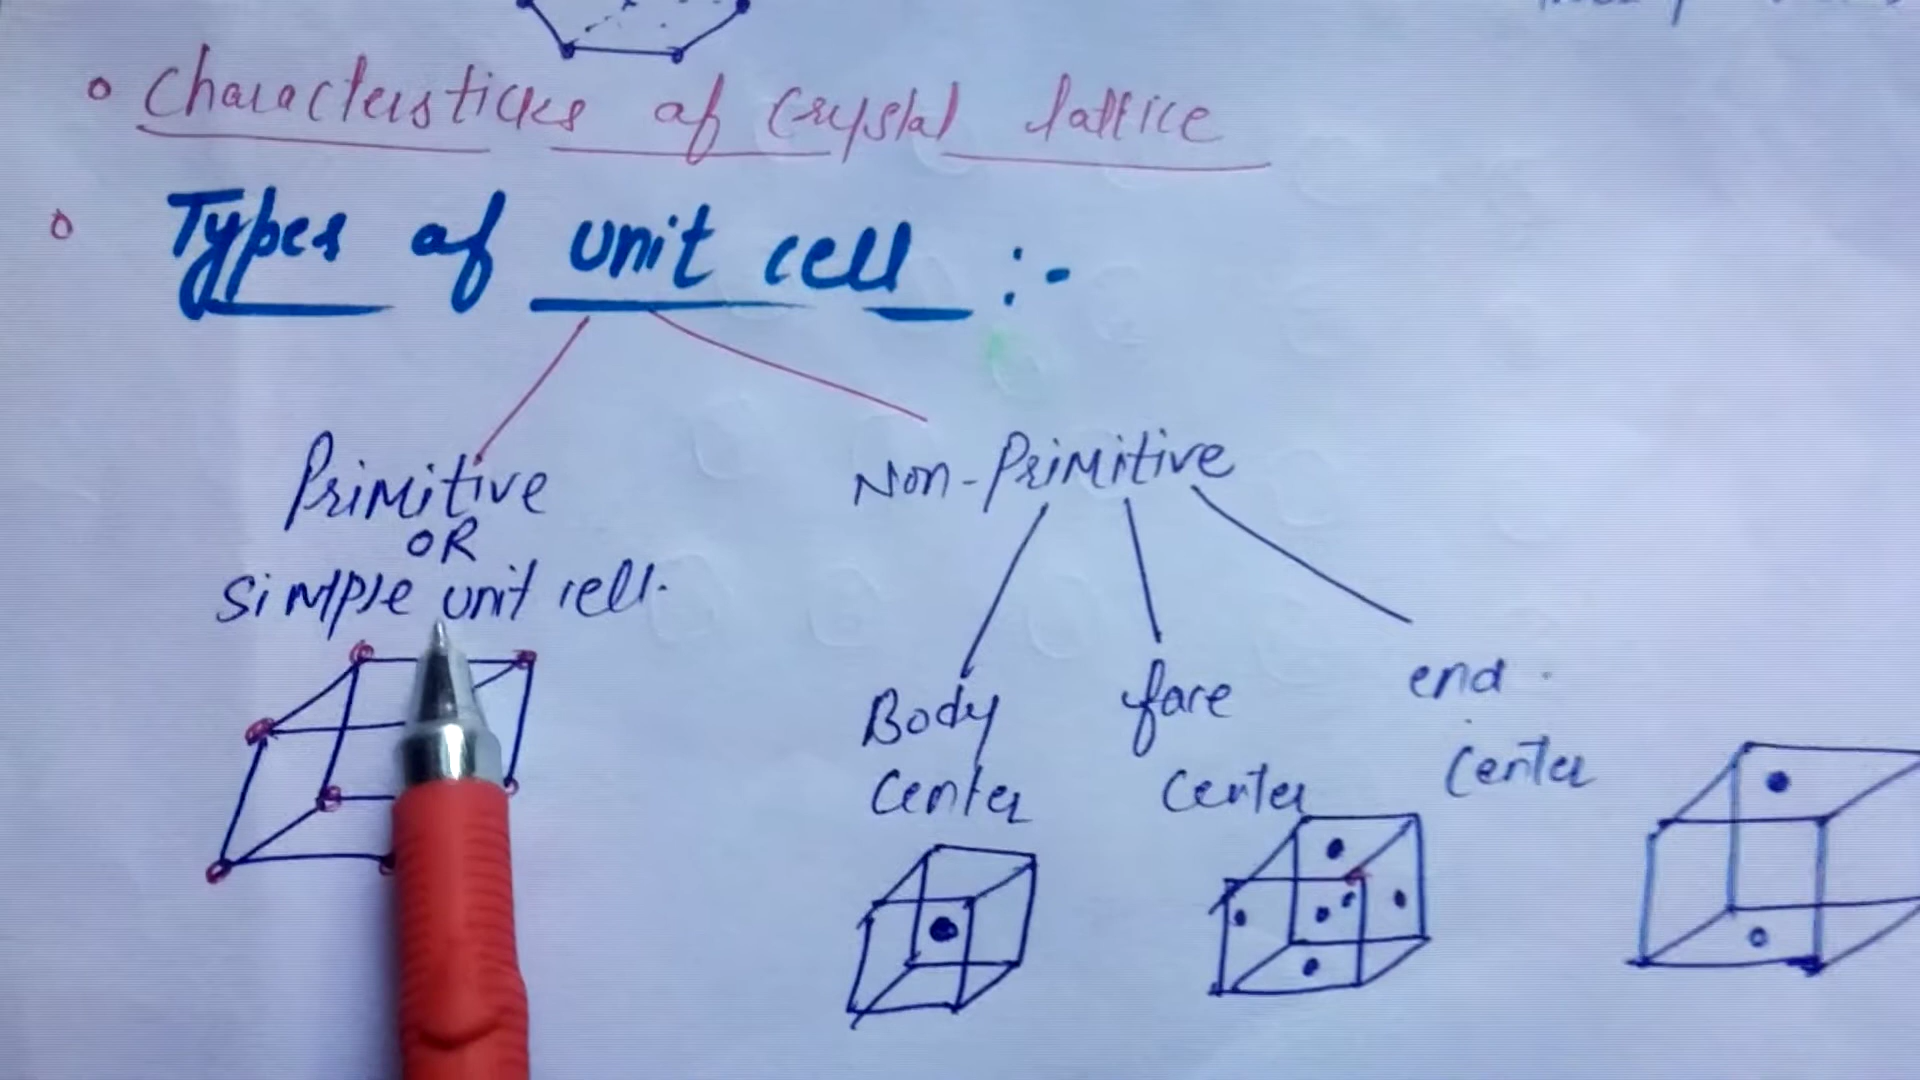 Characteristicks of Crystal lattice
Types of unit cell :-
Primitive
OR
Simple unit cell.
Non-Primitive
Body
Center
face
Center
end
Center